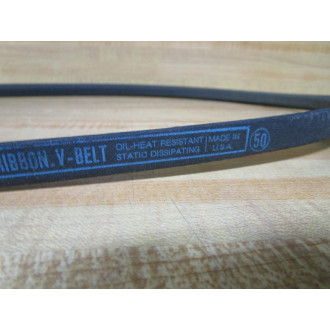 RIBBON. V-BELT
OIL-HEAT RESISTANT
STATIC DISSIPATING
MADE IN
U.S.A.
50